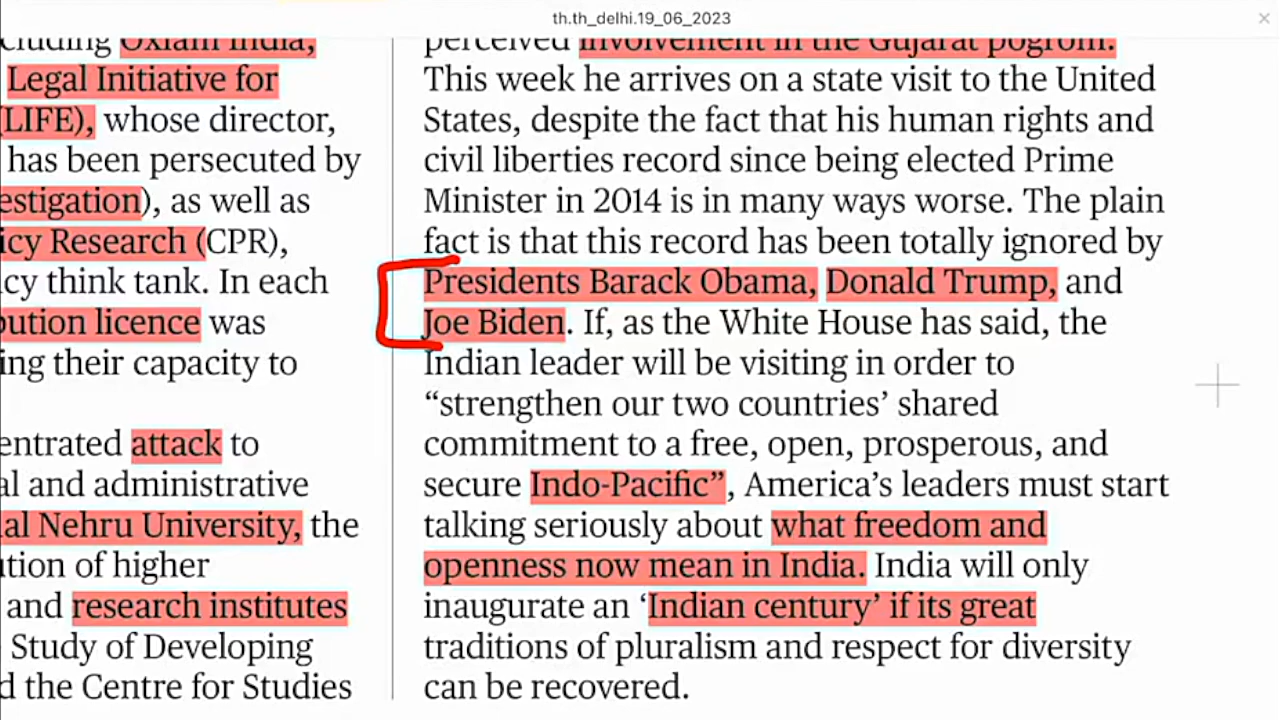 th.th_delhi.19_06_2023
cluding Oxfam India,
Legal Initiative for
(LIFE), whose director,
has been persecuted by
estigation), as well as
icy Research (CPR),
cy think tank. In each
bution licence was
ing their capacity to
entrated attack to
al and administrative
al Nehru University, the
ution of higher
and research institutes
Study of Developing
d the Centre for Studies
perceived involvement in the Gujarat pogrom.
This week he arrives on a state visit to the United
States, despite the fact that his human rights and
civil liberties record since being elected Prime
Minister in 2014 is in many ways worse. The plain
fact is that this record has been totally ignored by
Presidents Barack Obama, Donald Trump, and
Joe Biden. If, as the White House has said, the
Indian leader will be visiting in order to
“strengthen our two countries’ shared
commitment to a free, open, prosperous, and
secure Indo-Pacific”, America’s leaders must start
talking seriously about what freedom and
openness now mean in India. India will only
inaugurate an ‘Indian century’ if its great
traditions of pluralism and respect for diversity
can be recovered.